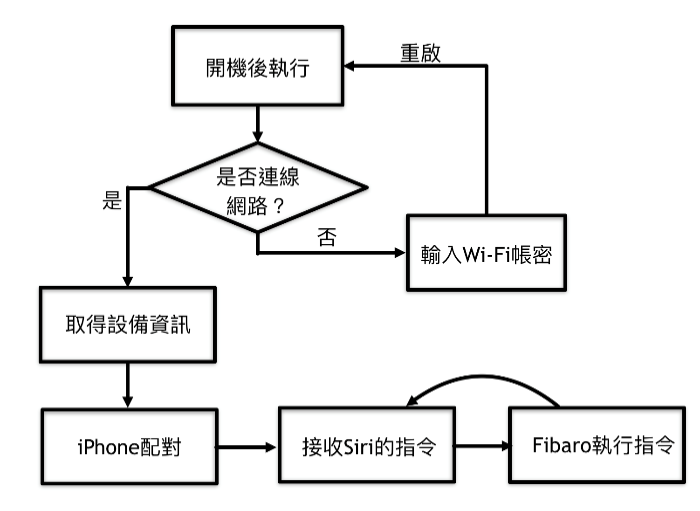 開機後執行
重啟
是否連線
網路？
是
否
輸入Wi-Fi帳密
取得設備資訊
iPhone配對
接收Siri的指令
Fibaro執行指令